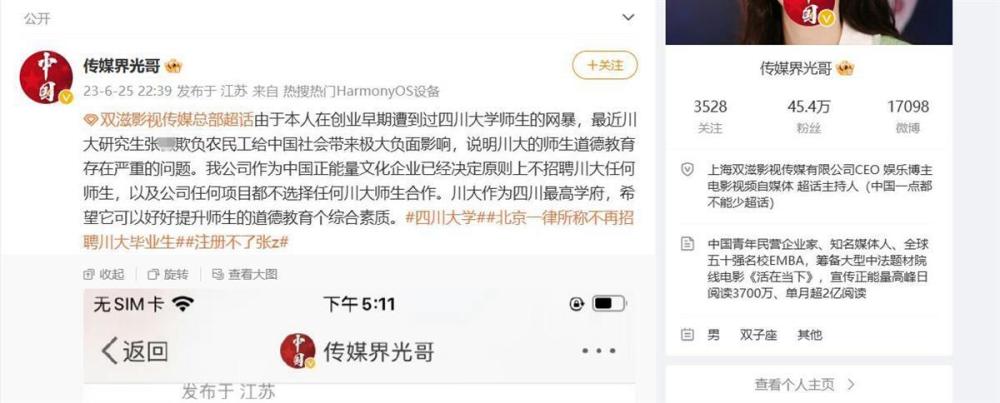 公开
传媒界光哥
+关注
23-6-25 22:39 发布于 江苏 来自 热搜热门HarmonyOS设备
双滋影视传媒总部超话由于本人在创业早期遭到过四川大学师生的网暴，最近川
大研究生张 欺负农民工给中国社会带来极大负面影响，说明川大的师生道德教育
存在严重的问题。我公司作为中国正能量文化企业已经决定原则上不招聘川大任何
师生，以及公司任何项目都不选择任何川大师生合作。川大作为四川最高学府，希
望它可以好好提升师生的道德教育个综合素质。#四川大学##北京一律所称不再招
聘川大毕业生##注册不了张z#
收起 旋转 查看大图
无SIM卡 下午5:11
返回 中国 传媒界光哥 •••
发布于 江苏
中国
传媒界光哥
3528 45.4万 17098
关注 粉丝 微博
上海双滋影视传媒有限公司CEO 娱乐博主
电影视频自媒体 超话主持人（中国一点都
不能少超话）
中国青年民营企业家、知名媒体人、全球
五十强名校EMBA，筹备大型中法题材院
线电影《活在当下》，宣传正能量高峰日
阅读3700万、单月超2亿阅读
男 双子座 其他
查看个人主页